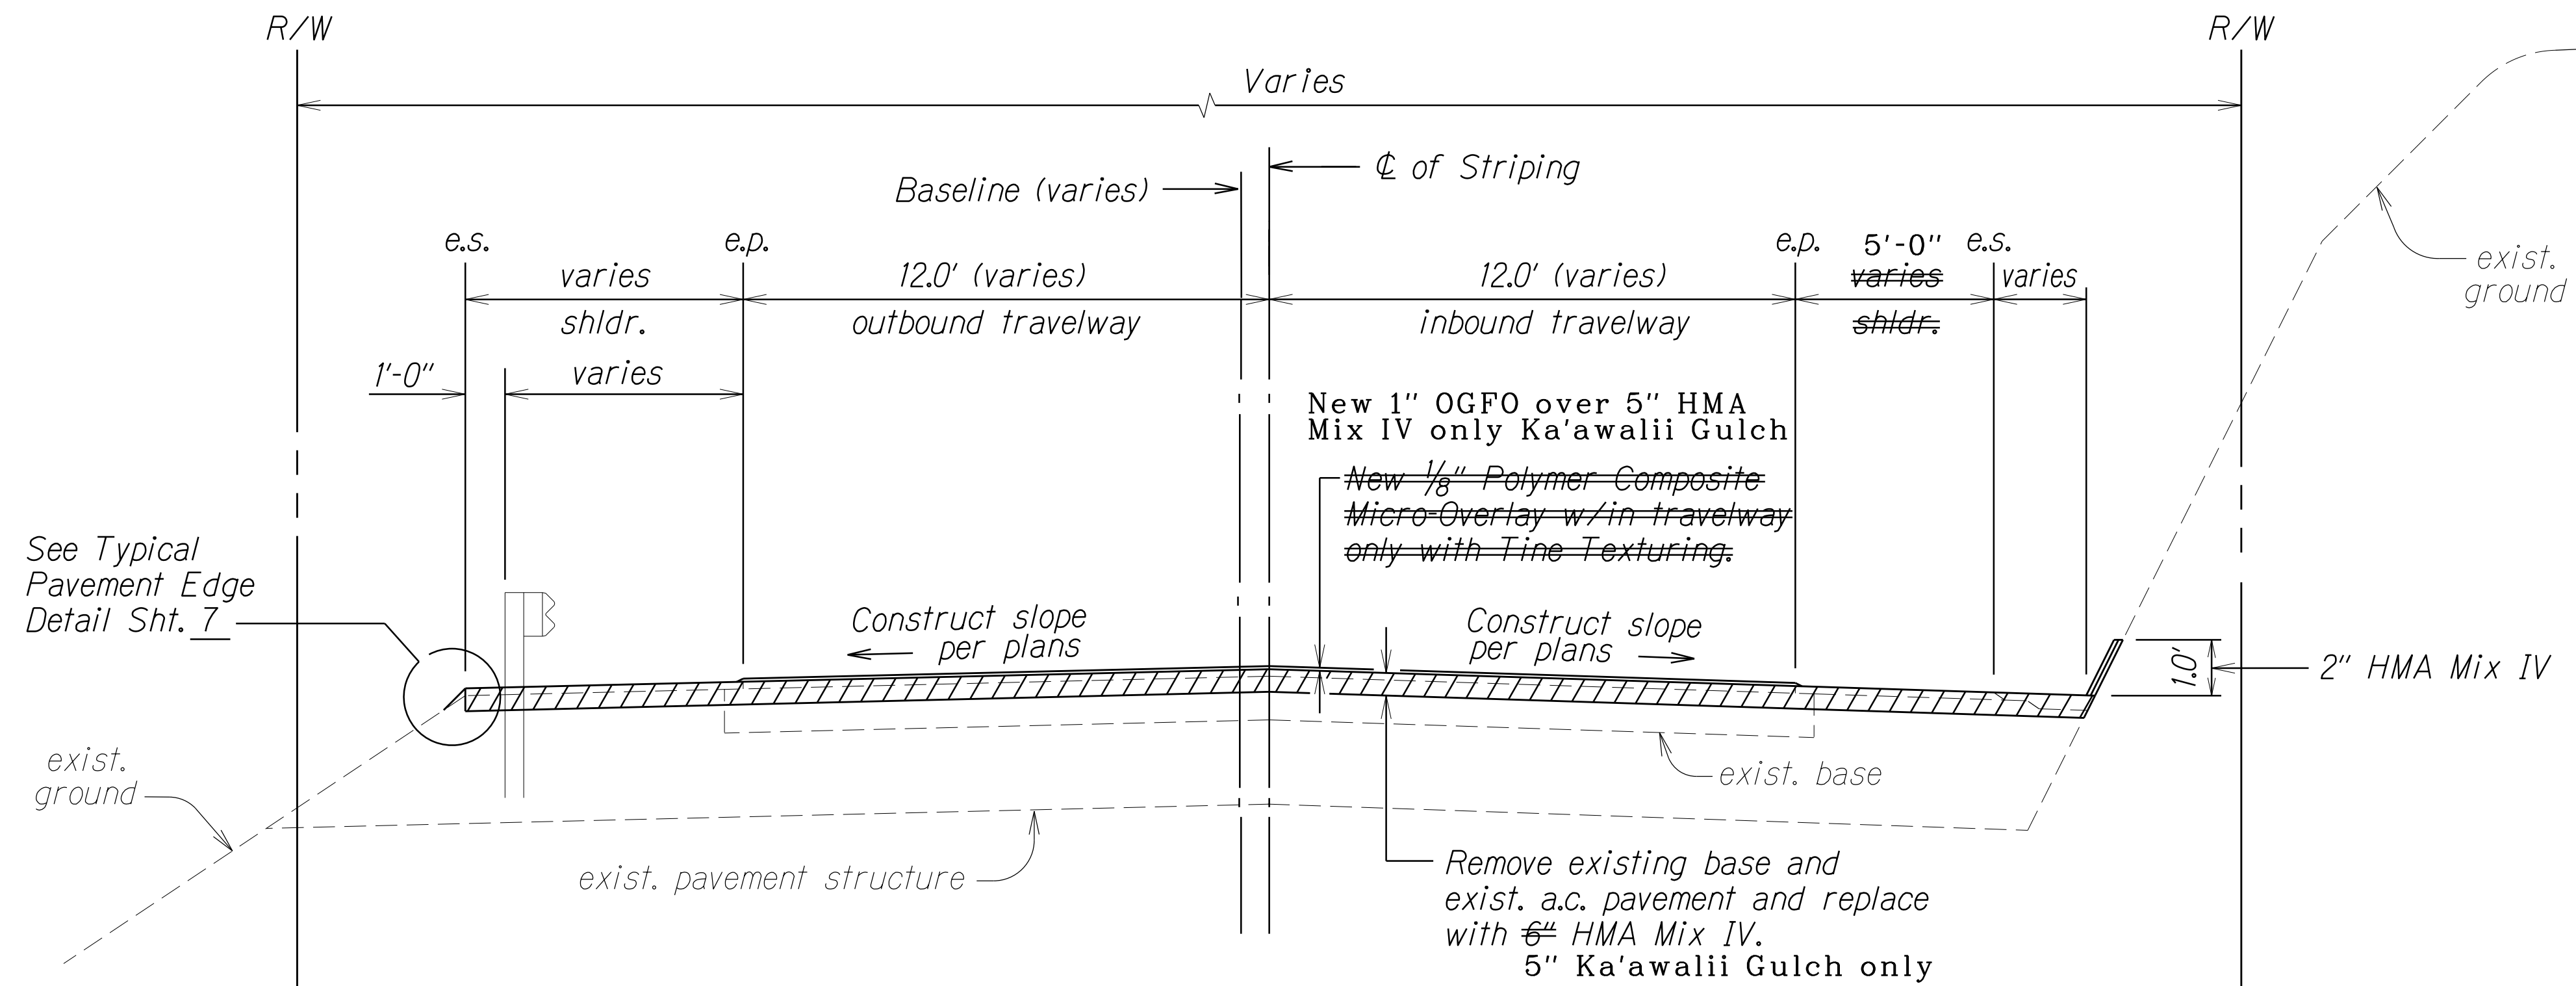 R/W
R/W
Varies
℄ of Striping
Baseline (varies)
e.s.
e.p.
e.p.
5'-0"
e.s.
varies
12.0' (varies)
12.0' (varies)
varies
varies
shldr.
outbound travelway
inbound travelway
shldr.
1'-0"
varies
New 1" OGFO over 5" HMA
Mix IV only Ka'awalii Gulch
New 1/8" Polymer Composite
Micro-Overlay w/in travelway
only with Tine Texturing.
See Typical
Pavement Edge
Detail Sht. 7
Construct slope
per plans
Construct slope
per plans
exist.
ground
1.0'
2" HMA Mix IV
exist.
ground
exist. base
exist. pavement structure
Remove existing base and
exist. a.c. pavement and replace
with 6" HMA Mix IV.
5" Ka'awalii Gulch only